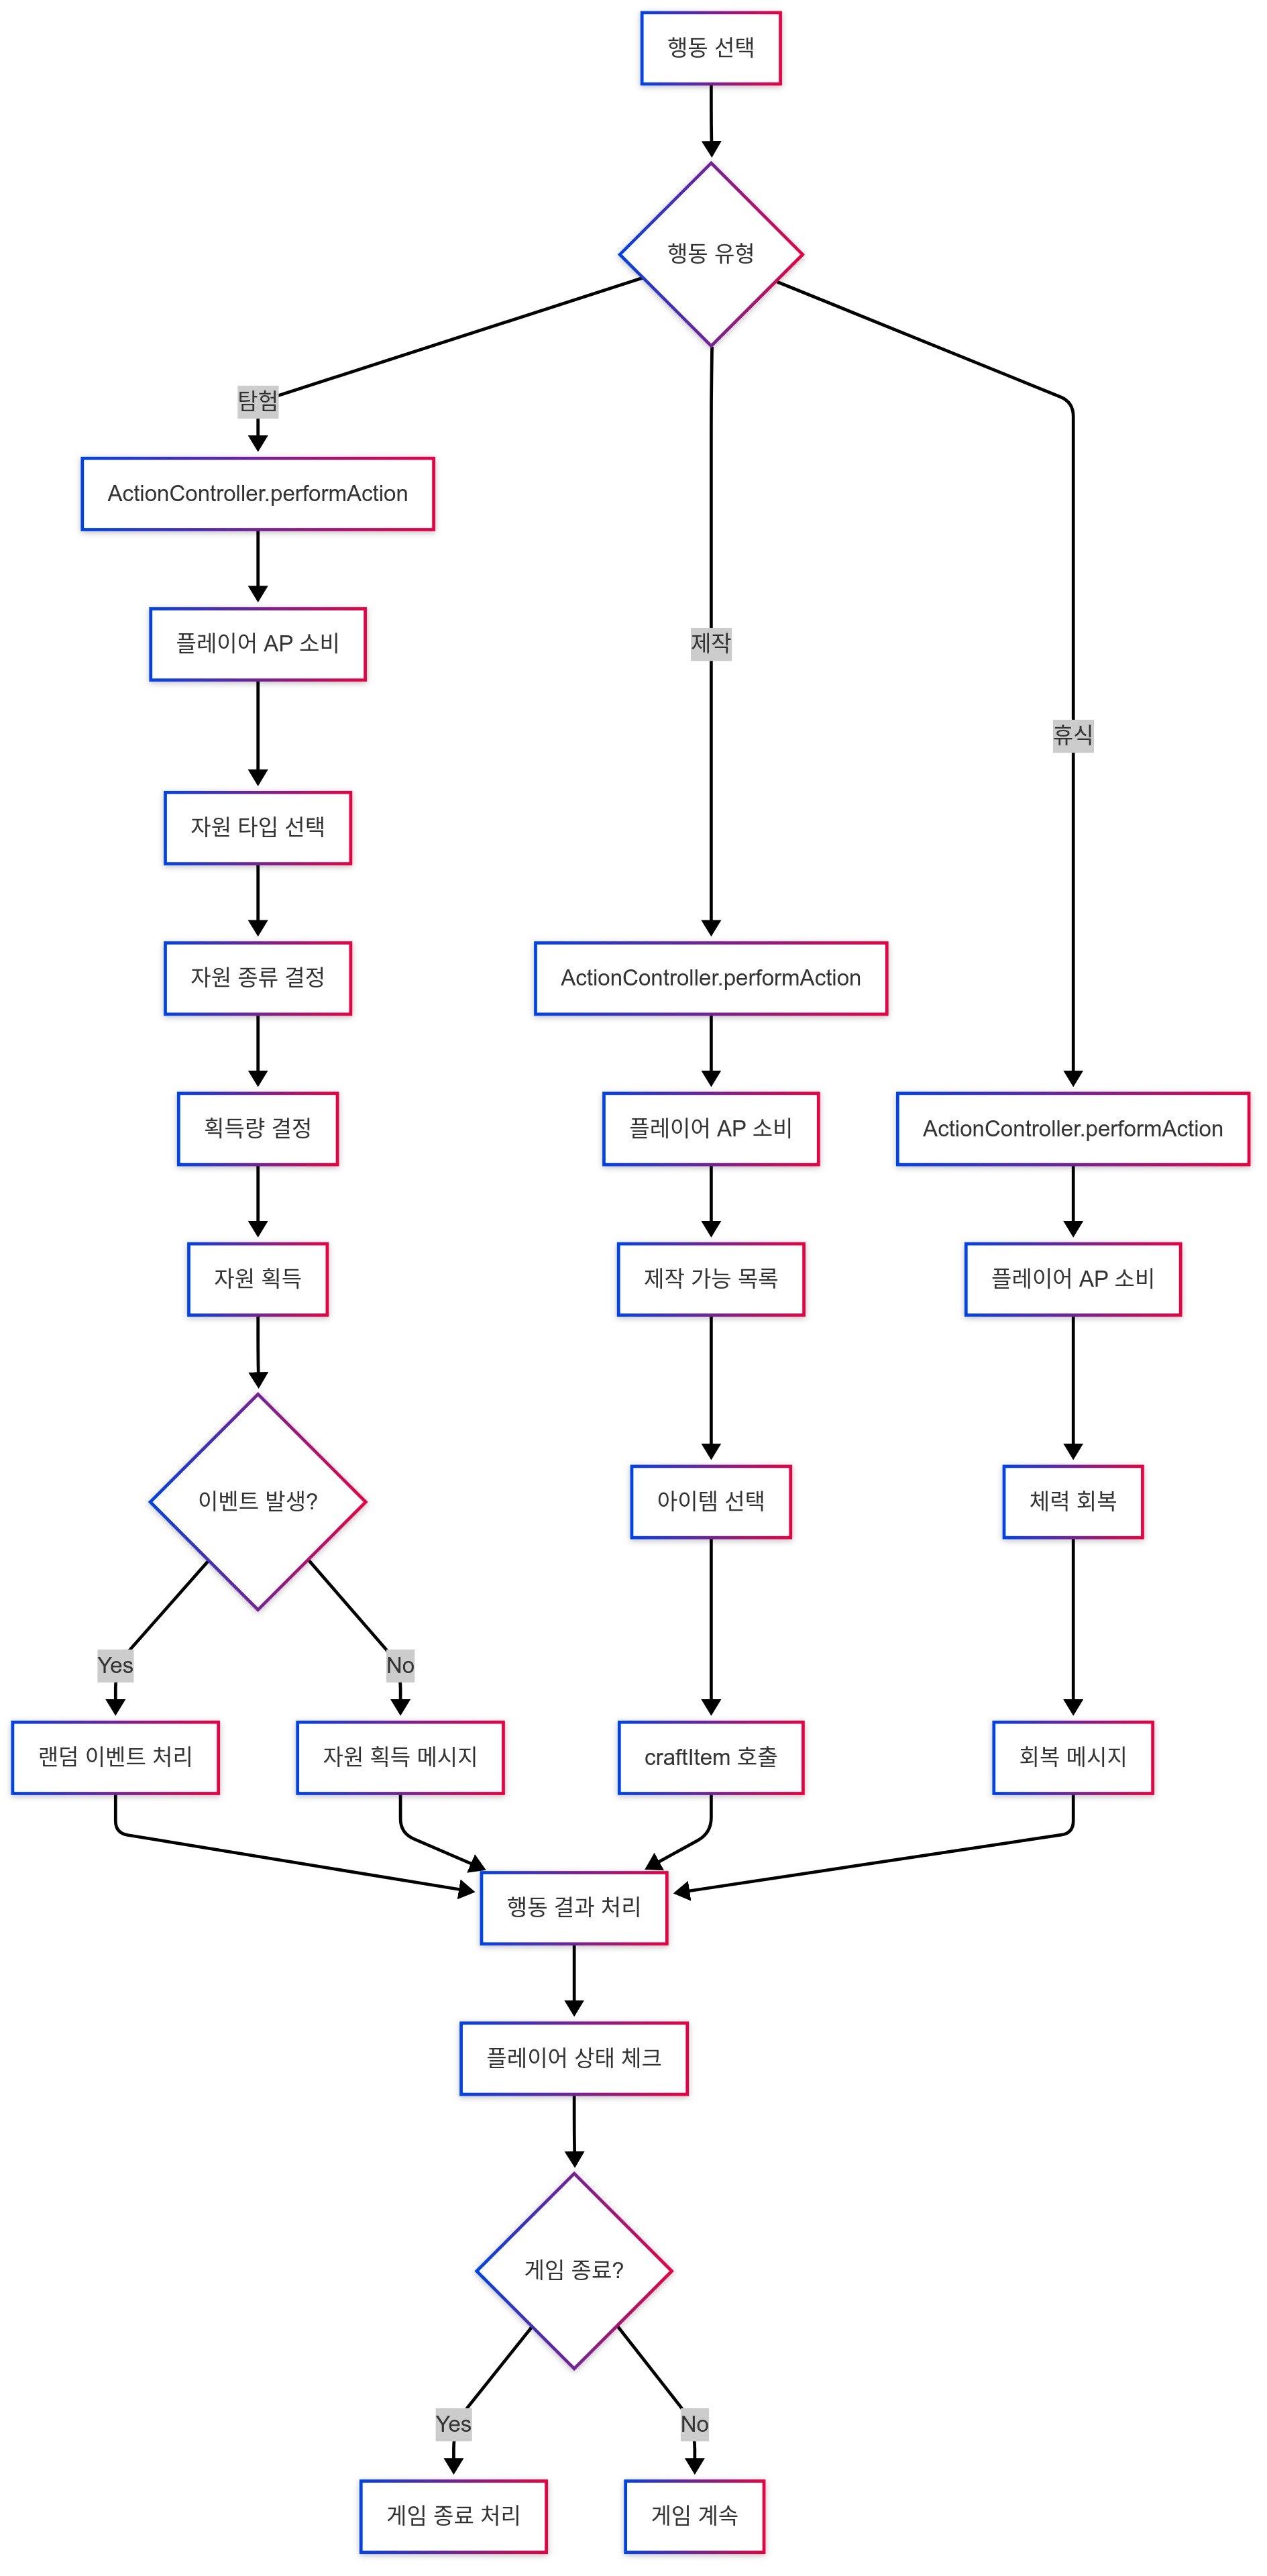 행동 선택
행동 유형
탐험
제작
휴식
ActionController.performAction
플레이어 AP 소비
자원 타입 선택
자원 종류 결정
획득량 결정
자원 획득
이벤트 발생?
Yes
No
랜덤 이벤트 처리
자원 획득 메시지
ActionController.performAction
플레이어 AP 소비
제작 가능 목록
아이템 선택
craftItem 호출
ActionController.performAction
플레이어 AP 소비
체력 회복
회복 메시지
행동 결과 처리
플레이어 상태 체크
게임 종료?
Yes
No
게임 종료 처리
게임 계속